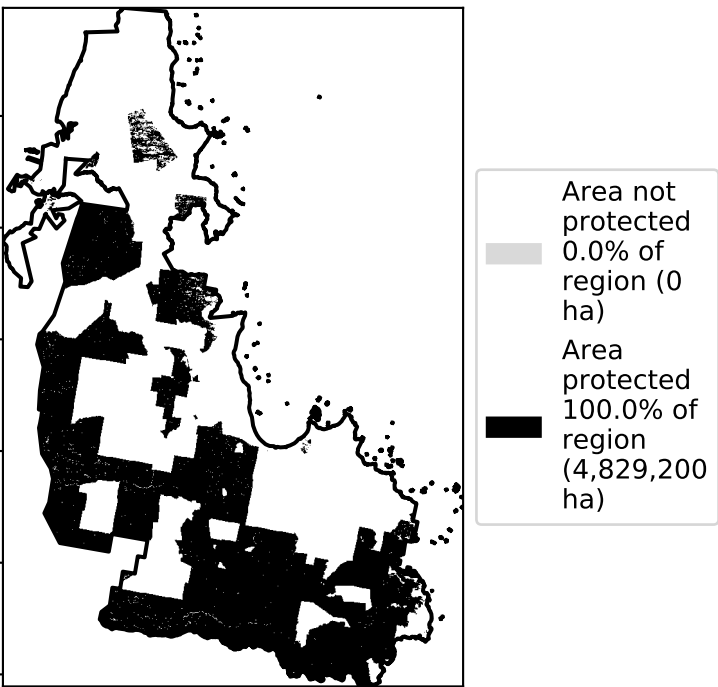 Area not
protected
0.0% of
region (0
ha)
Area
protected
100.0% of
region
(4,829,200
ha)